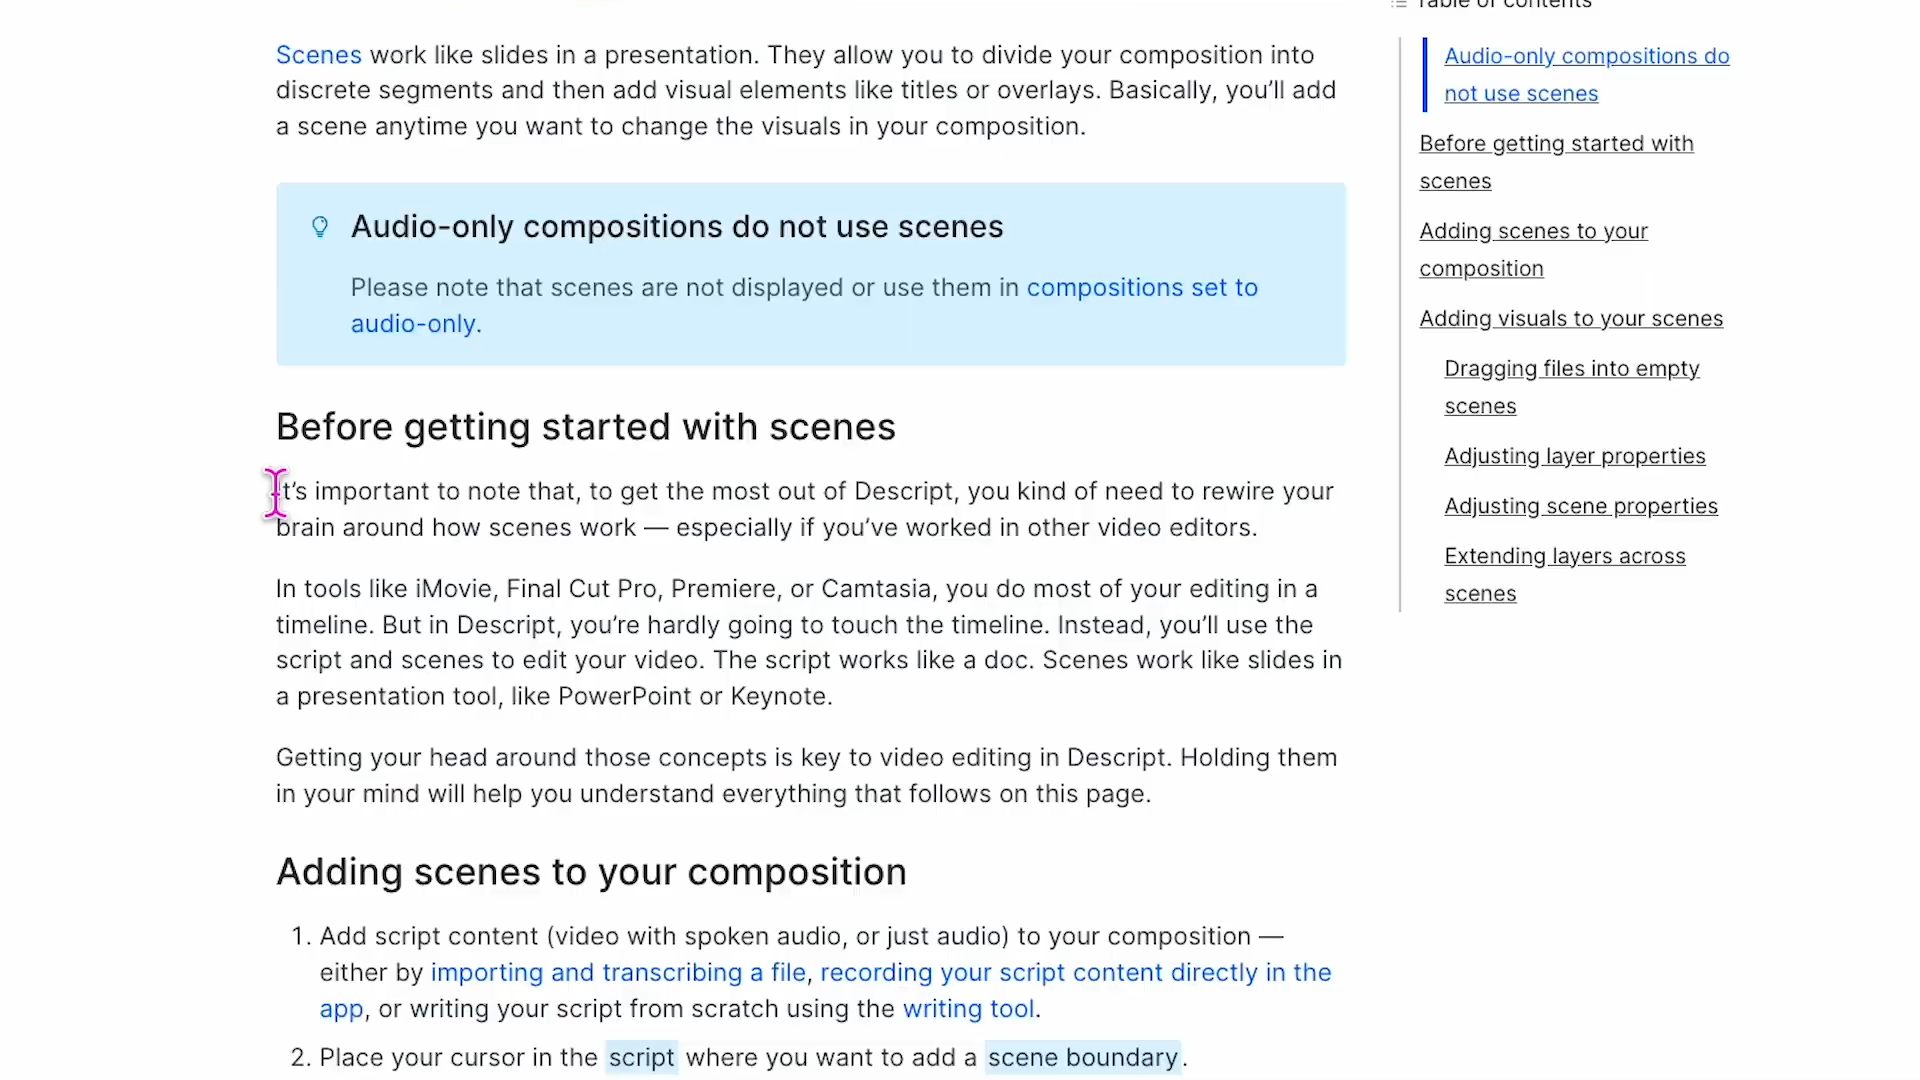 Table of contents
Scenes work like slides in a presentation. They allow you to divide your composition into
discrete segments and then add visual elements like titles or overlays. Basically, you’ll add
a scene anytime you want to change the visuals in your composition.
Audio-only compositions do not use scenes
Please note that scenes are not displayed or use them in compositions set to
audio-only.
Before getting started with scenes
It’s important to note that, to get the most out of Descript, you kind of need to rewire your
brain around how scenes work — especially if you’ve worked in other video editors.
In tools like iMovie, Final Cut Pro, Premiere, or Camtasia, you do most of your editing in a
timeline. But in Descript, you’re hardly going to touch the timeline. Instead, you’ll use the
script and scenes to edit your video. The script works like a doc. Scenes work like slides in
a presentation tool, like PowerPoint or Keynote.
Getting your head around those concepts is key to video editing in Descript. Holding them
in your mind will help you understand everything that follows on this page.
Adding scenes to your composition
1. Add script content (video with spoken audio, or just audio) to your composition —
either by importing and transcribing a file, recording your script content directly in the
app, or writing your script from scratch using the writing tool.
2. Place your cursor in the script where you want to add a scene boundary.
Audio-only compositions do
not use scenes
Before getting started with
scenes
Adding scenes to your
composition
Adding visuals to your scenes
Dragging files into empty
scenes
Adjusting layer properties
Adjusting scene properties
Extending layers across
scenes